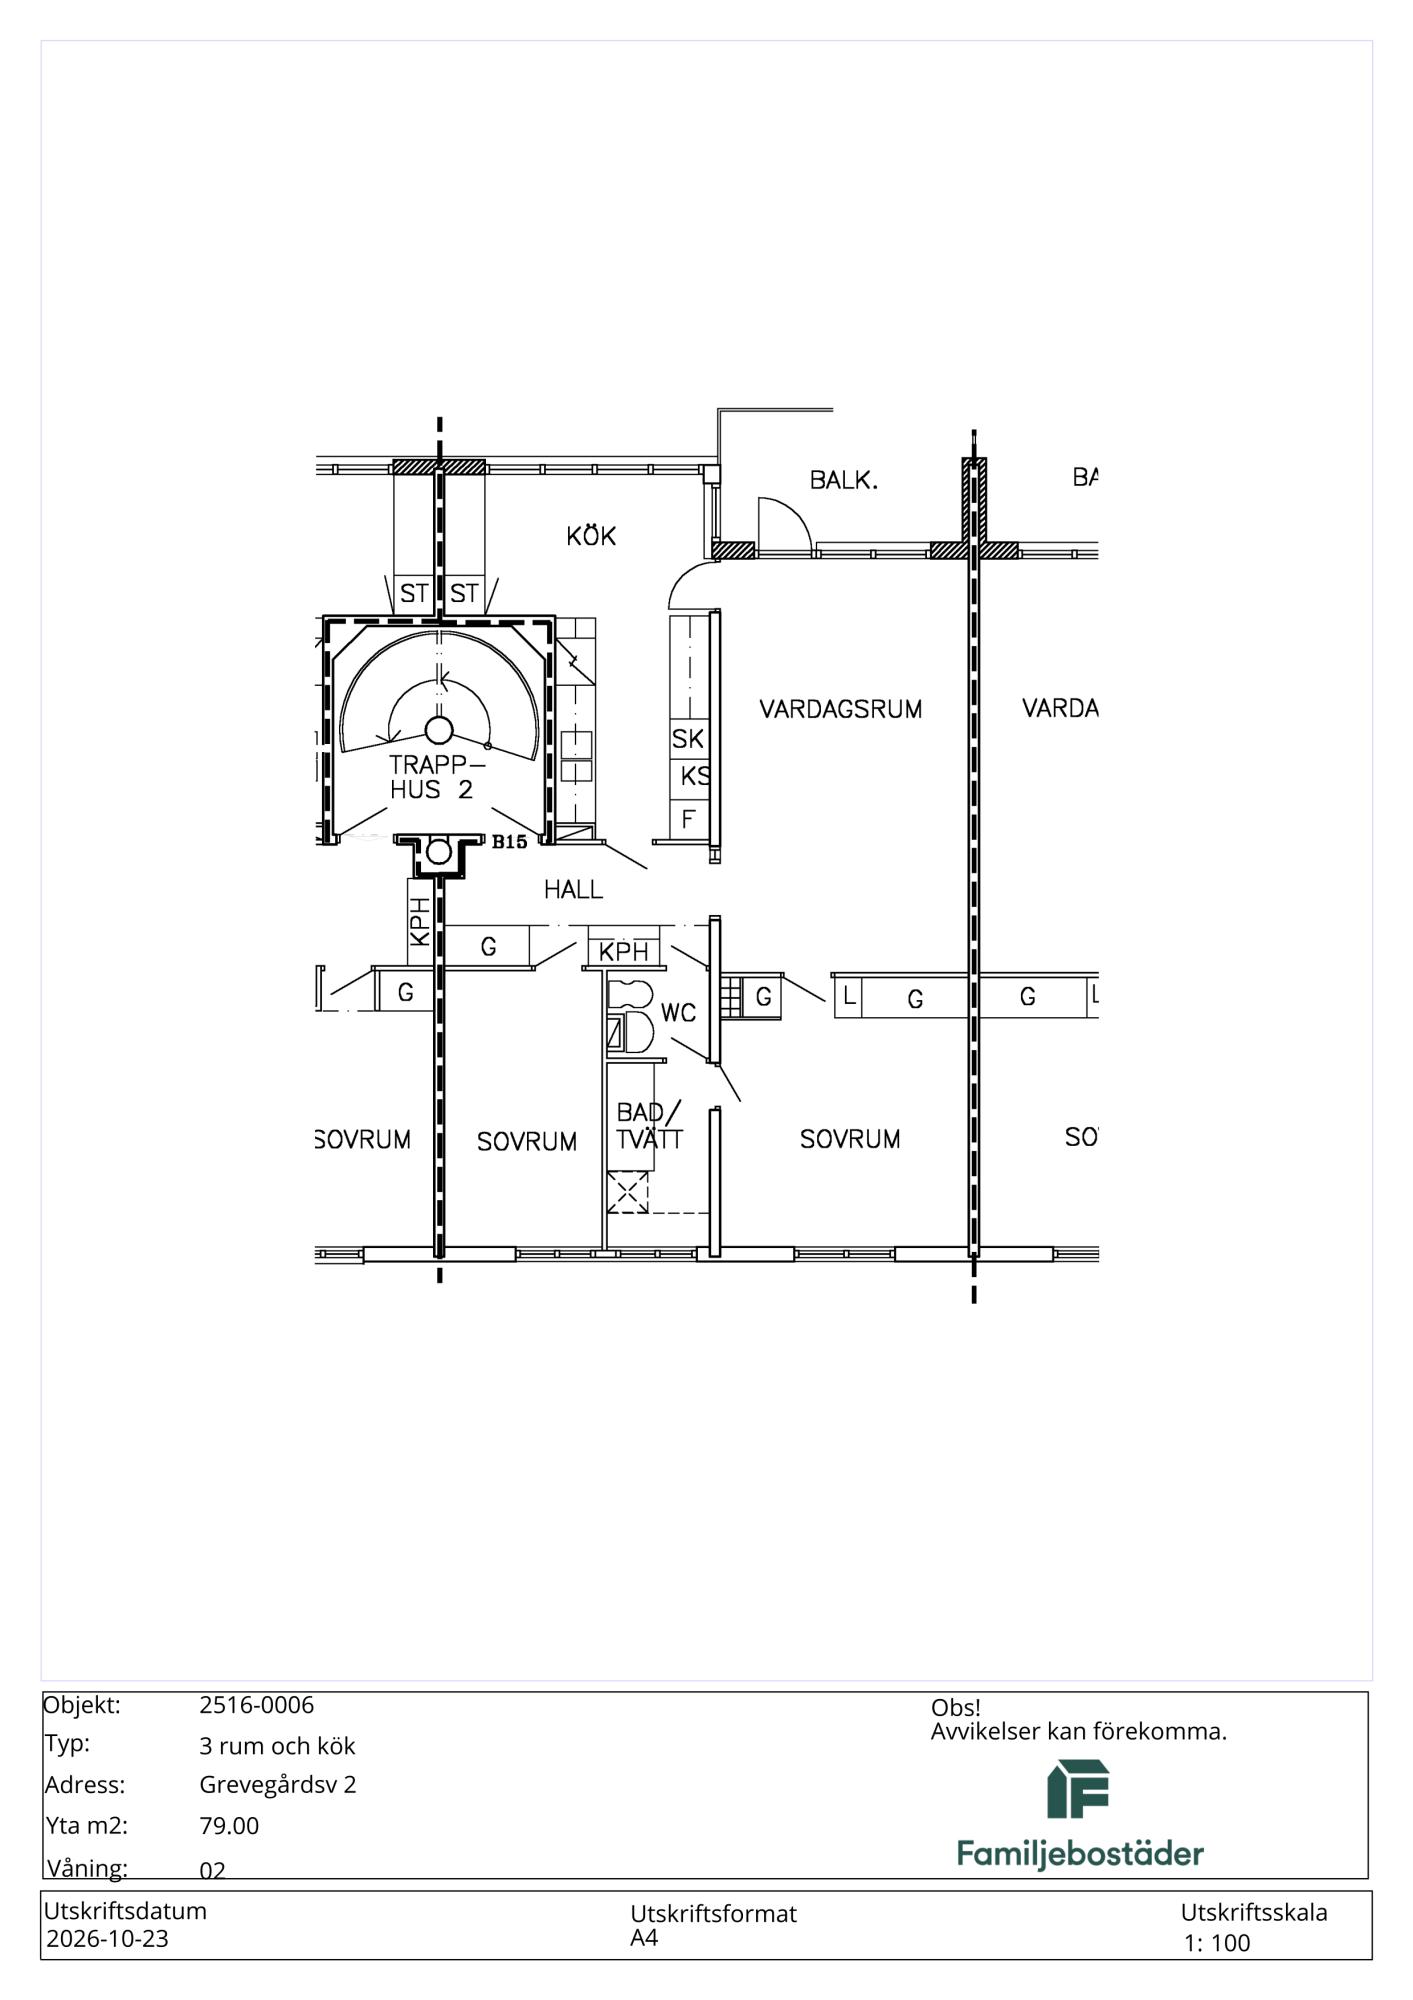 BALK.
BA
KÖK
ST
ST
VARDAGSRUM
VARDA
SK
KS
F
TRAPP-
HUS 2
B15
HALL
KPH
G
KPH
G
WC
G
L
G
G
L
BAD/
TVÄTT
SOVRUM
SOVRUM
SOVRUM
SO
Objekt: 2516-0006
Typ: 3 rum och kök
Adress: Grevegårdsv 2
Yta m2: 79.00
Våning: 02
Obs!
Avvikelser kan förekomma.
Familjebostäder
Utskriftsdatum
2026-10-23
Utskriftsformat
A4
Utskriftsskala
1: 100